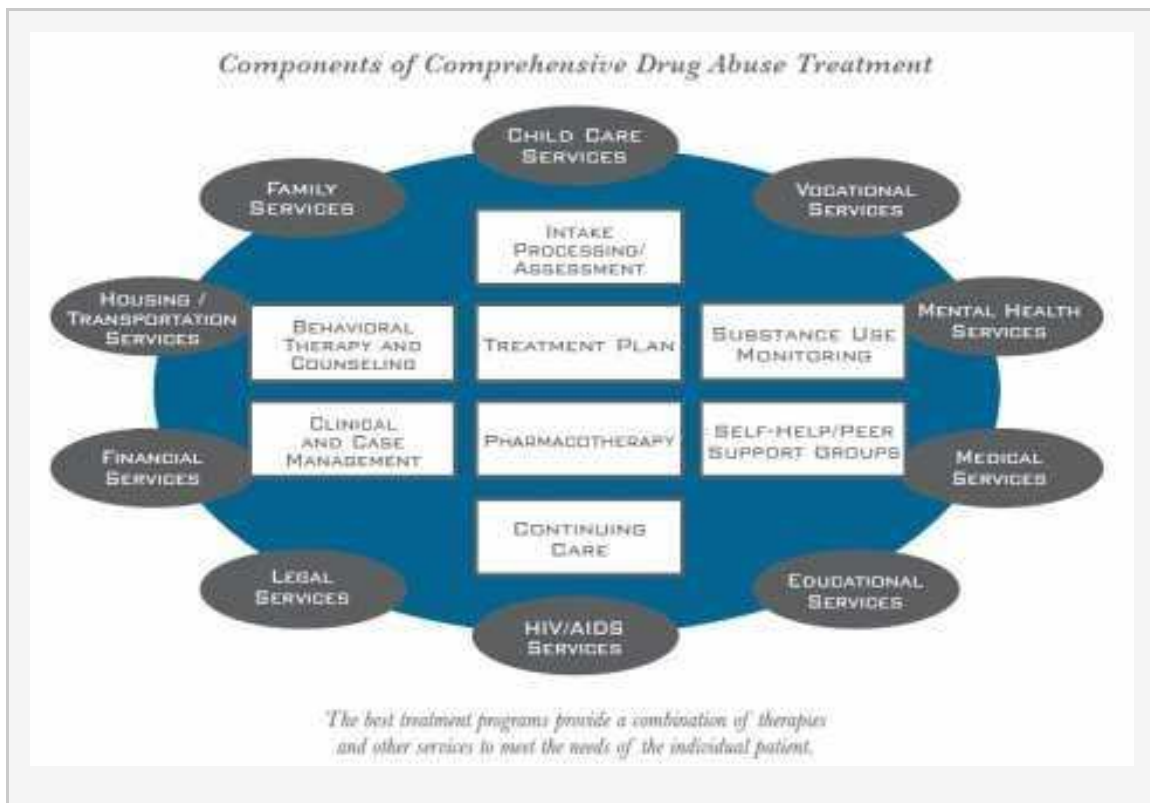 Components of Comprehensive Drug Abuse Treatment
CHILD CARE
SERVICES
FAMILY
SERVICES
VOCATIONAL
SERVICES
INTAKE
PROCESSING/
ASSESSMENT
HOUSING /
TRANSPORTATION
SERVICES
BEHAVIORAL
THERAPY AND
COUNSELING
TREATMENT PLAN
SUBSTANCE USE
MONITORING
MENTAL HEALTH
SERVICES
CLINICAL
AND CASE
MANAGEMENT
PHARMACOTHERAPY
SELF-HELP/PEER
SUPPORT GROUPS
FINANCIAL
SERVICES
MEDICAL
SERVICES
CONTINUING
CARE
LEGAL
SERVICES
EDUCATIONAL
SERVICES
HIV/AIDS
SERVICES
The best treatment programs provide a combination of therapies
and other services to meet the needs of the individual patient.